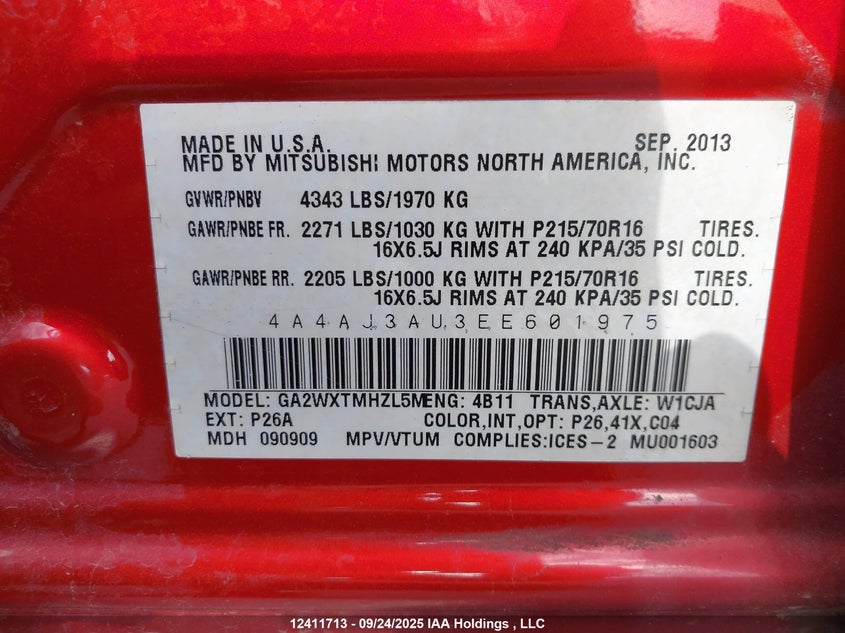 MADE IN U.S.A. SEP. 2013
MFD BY MITSUBISHI MOTORS NORTH AMERICA, INC.
GVWR/PNBV 4343 LBS/1970 KG
GAWR/PNBE FR. 2271 LBS/1030 KG WITH P215/70R16 TIRES.
16X6.5J RIMS AT 240 KPA/35 PSI COLD.
GAWR/PNBE RR. 2205 LBS/1000 KG WITH P215/70R16 TIRES.
16X6.5J RIMS AT 240 KPA/35 PSI COLD.
4A4AJ3AU3EE601975
MODEL: GA2WXTMHZL5M ENG: 4B11 TRANS,AXLE: W1CJA
EXT: P26A COLOR,INT,OPT: P26,41X,C04
MDH 090909 MPV/VTUM COMPLIES:ICES-2 MU001603
12411713 - 09/24/2025 IAA Holdings , LLC